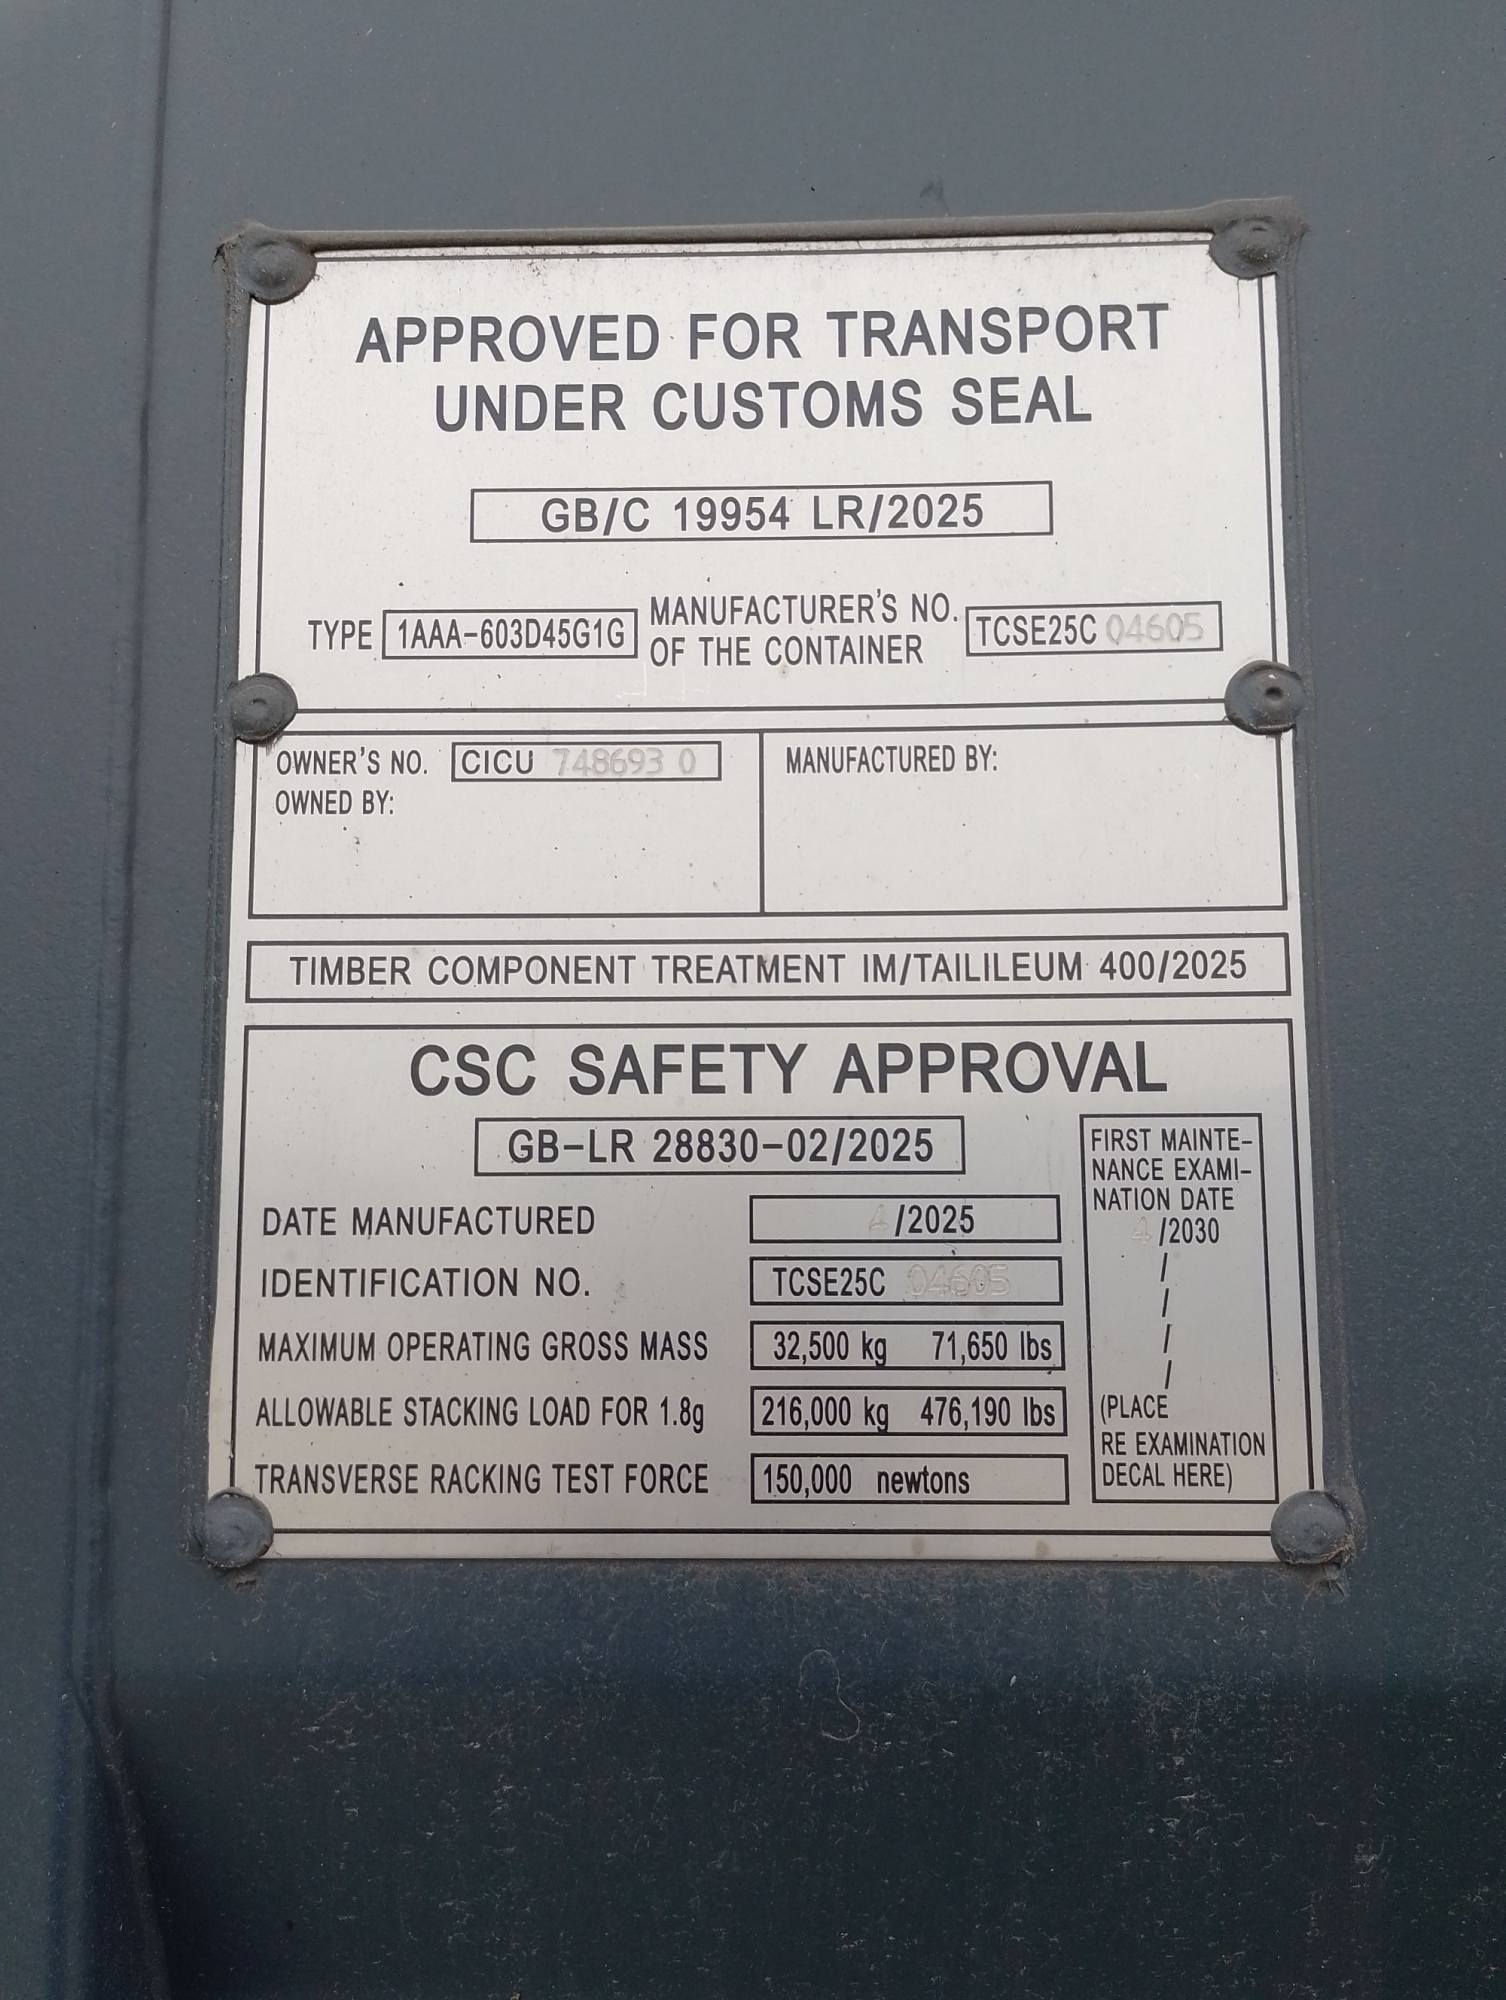 APPROVED FOR TRANSPORT
UNDER CUSTOMS SEAL
GB/C 19954 LR/2025
TYPE 1AAA-603D45G1G MANUFACTURER'S NO. OF THE CONTAINER TCSE25C 04605
OWNER'S NO. CICU 748693 0
OWNED BY:
MANUFACTURED BY:
TIMBER COMPONENT TREATMENT IM/TAILILEUM 400/2025
CSC SAFETY APPROVAL
GB-LR 28830-02/2025
DATE MANUFACTURED 4/2025
IDENTIFICATION NO. TCSE25C 04605
MAXIMUM OPERATING GROSS MASS 32,500 kg 71,650 lbs
ALLOWABLE STACKING LOAD FOR 1.8g 216,000 kg 476,190 lbs
TRANSVERSE RACKING TEST FORCE 150,000 newtons
FIRST MAINTE-
NANCE EXAMI-
NATION DATE
4/2030
/
/
/
/
(PLACE
RE EXAMINATION
DECAL HERE)